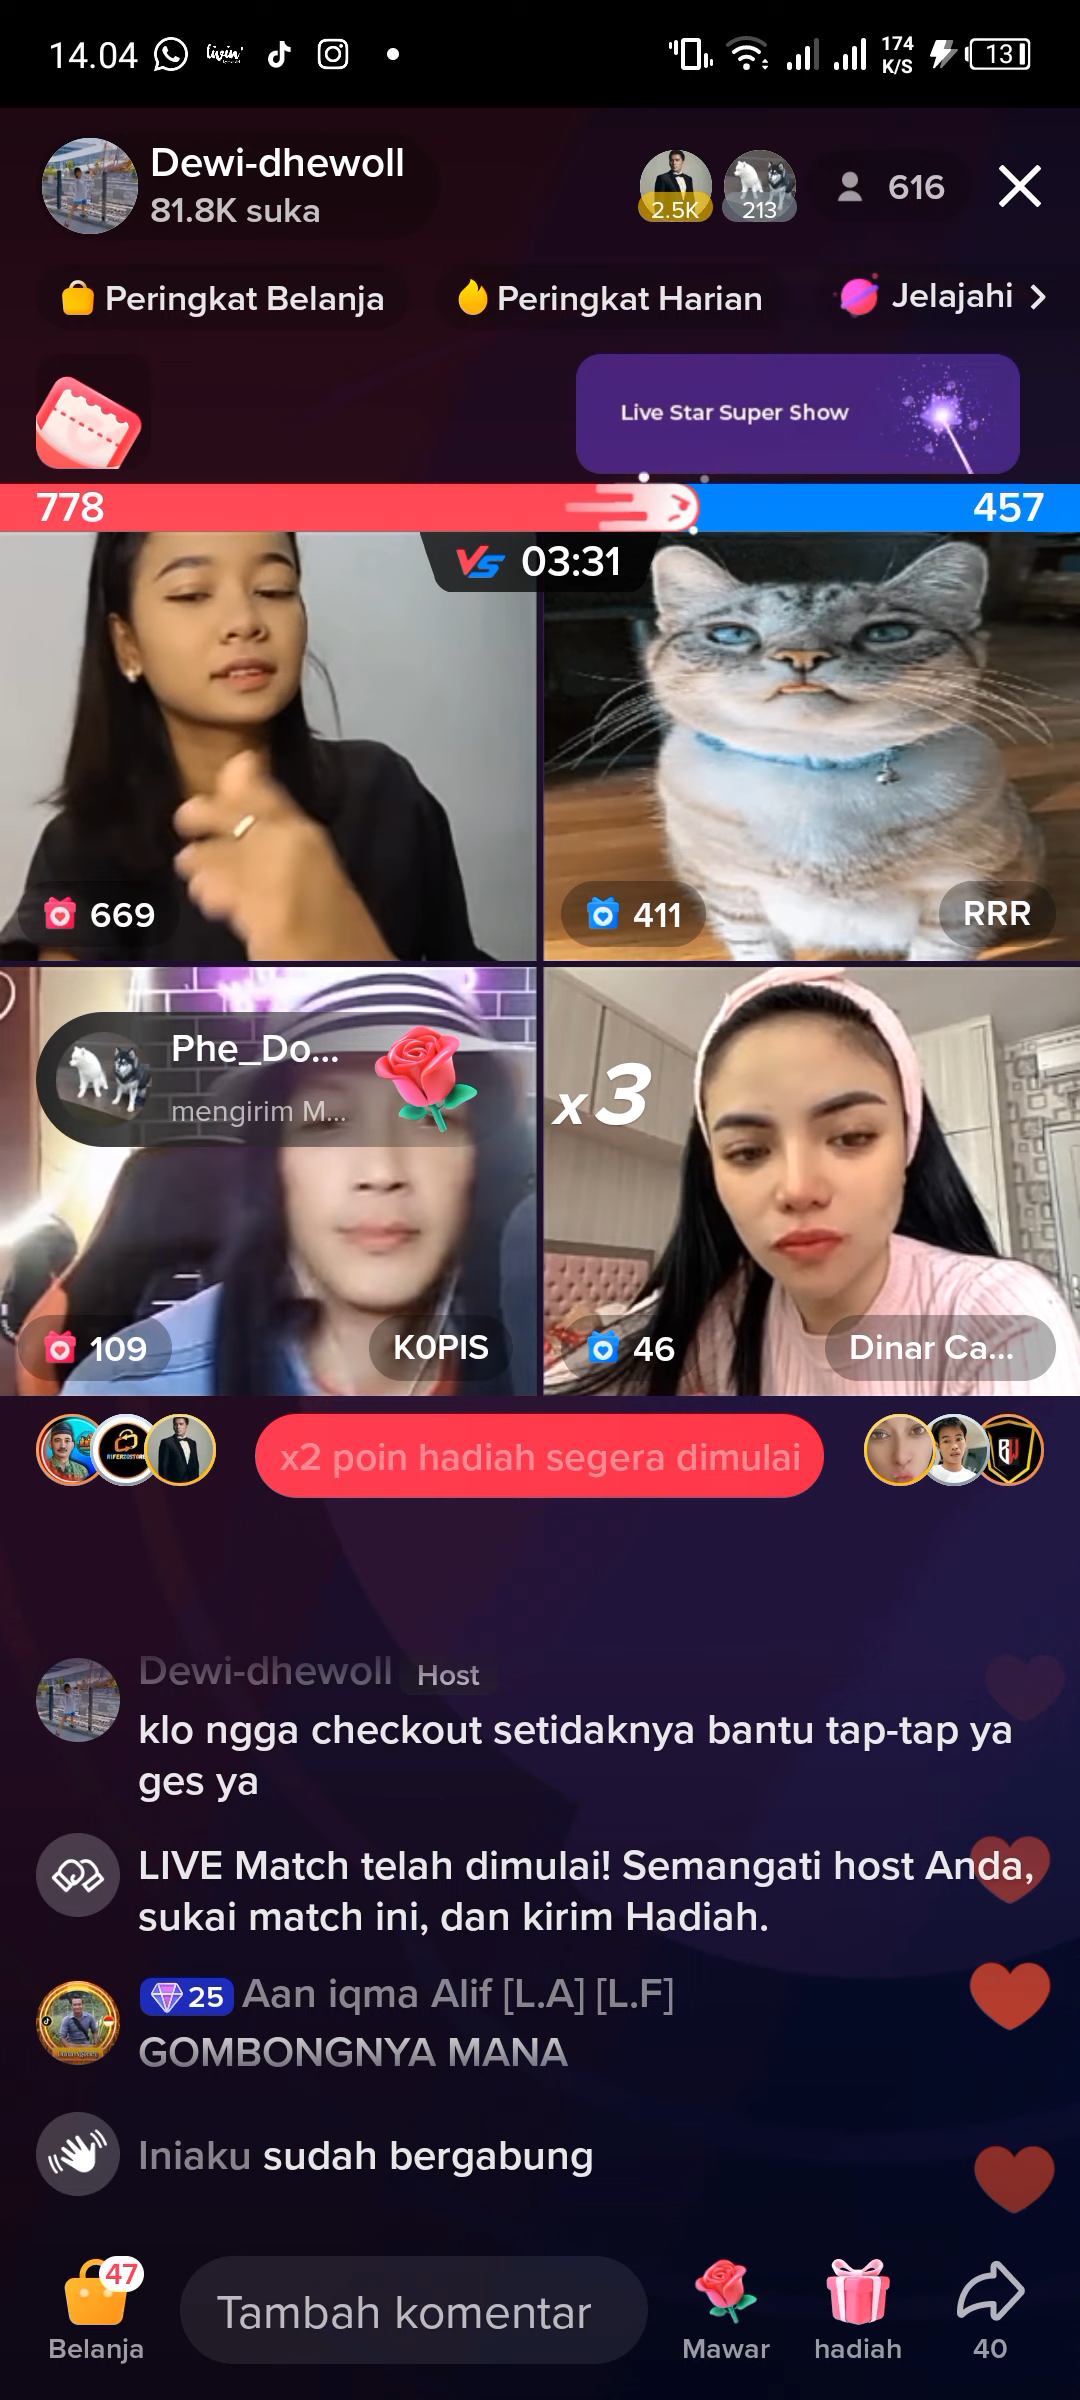 14.04
174
K/S
13
Dewi-dhewoll
81.8K suka
2.5K
213
616
Peringkat Belanja
Peringkat Harian
Jelajahi
Live Star Super Show
778
457
VS 03:31
669
411
RRR
Phe_Do...
mengirim M...
x3
109
K0PIS
46
Dinar Ca...
x2 poin hadiah segera dimulai
Dewi-dhewoll Host
klo ngga checkout setidaknya bantu tap-tap ya
ges ya
LIVE Match telah dimulai! Semangati host Anda,
sukai match ini, dan kirim Hadiah.
25 Aan iqma Alif [L.A] [L.F]
GOMBONGNYA MANA
Iniaku sudah bergabung
47
Belanja
Tambah komentar
Mawar
hadiah
40